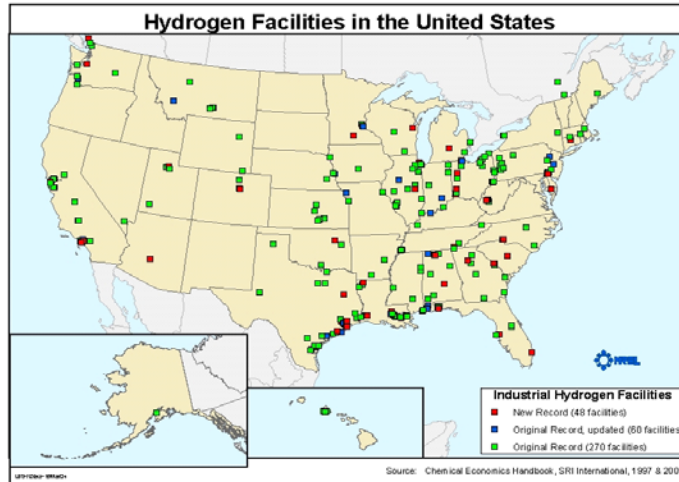 Hydrogen Facilities in the United States
NREL
Industrial Hydrogen Facilities
New Record (48 facilities)
Original Record, updated (60 facilities
Original Record (270 facilities)
Source: Chemical Economics Handbook, SRI International, 1997 & 200